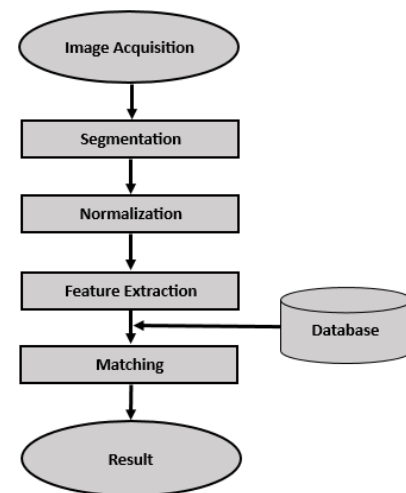 Image Acquisition
Segmentation
Normalization
Feature Extraction
Database
Matching
Result